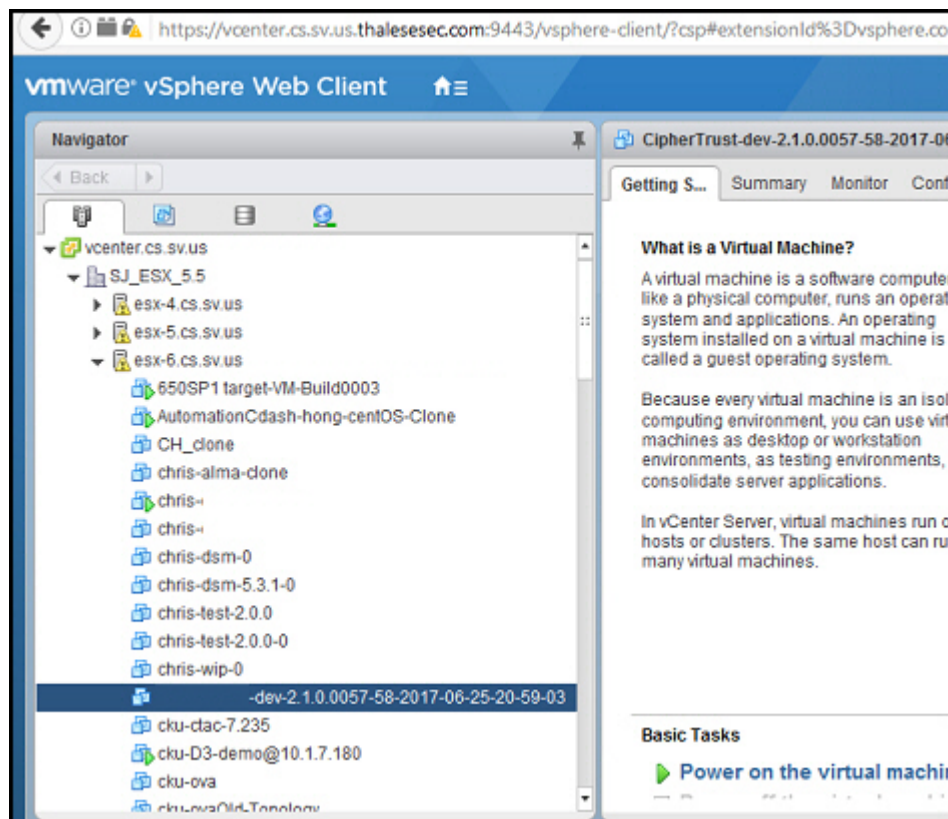 https://vcenter.cs.sv.us.thalesesec.com:9443/vsphere-client/?csp#extensionId%3Dvsphere.co
vmware® vSphere Web Client
Navigator
Back
vcenter.cs.sv.us
SJ_ESX_5.5
esx-4.cs.sv.us
esx-5.cs.sv.us
esx-6.cs.sv.us
650SP1 target-VM-Build0003
AutomationCdash-hong-centOS-Clone
CH_clone
chris-alma-clone
chris-
chris-
chris-dsm-0
chris-dsm-5.3.1-0
chris-test-2.0.0
chris-test-2.0.0-0
chris-wip-0
-dev-2.1.0.0057-58-2017-06-25-20-59-03
cku-ctac-7.235
cku-D3-demo@10.1.7.180
cku-ova
cku-ovaOld-Topology
CipherTrust-dev-2.1.0.0057-58-2017-06
Getting S... Summary Monitor Conf
What is a Virtual Machine?
A virtual machine is a software computer
like a physical computer, runs an operat
system and applications. An operating
system installed on a virtual machine is
called a guest operating system.
Because every virtual machine is an isol
computing environment, you can use virt
machines as desktop or workstation
environments, as testing environments,
consolidate server applications.
In vCenter Server, virtual machines run o
hosts or clusters. The same host can ru
many virtual machines.
Basic Tasks
Power on the virtual machin